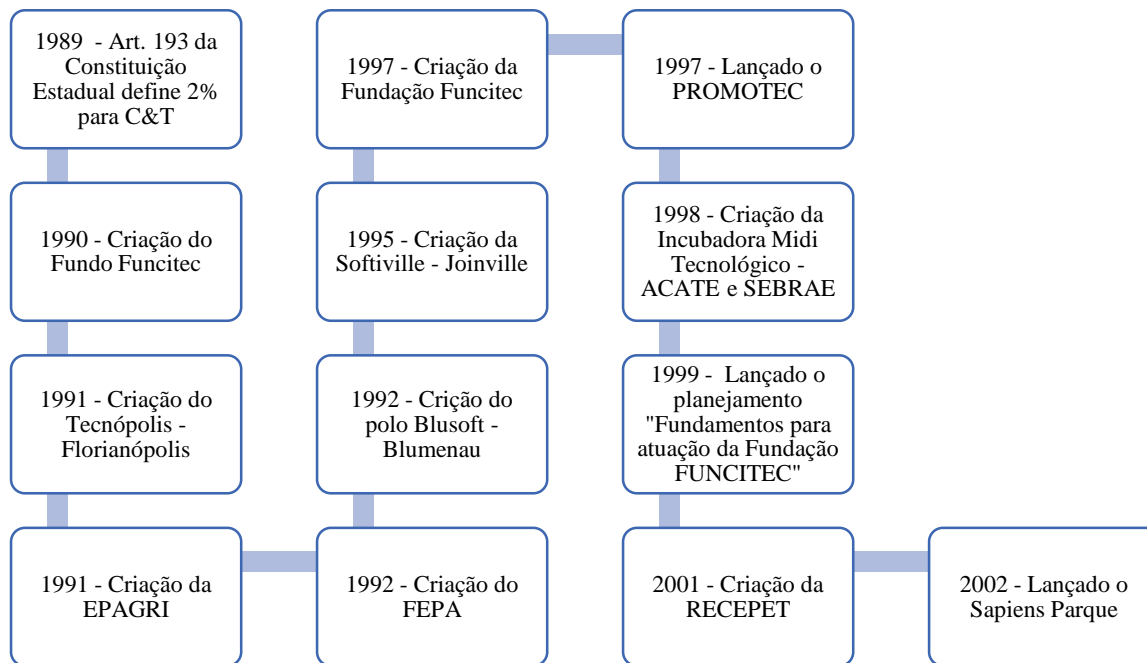 1989 - Art. 193 da
Constituição
Estadual define 2%
para C&T
1990 - Criação do
Fundo Funcitec
1991 - Criação do
Tecnópolis -
Florianópolis
1991 - Criação da
EPAGRI
1992 - Criação do
FEPA
1992 - Crição do
polo Blusoft -
Blumenau
1995 - Criação da
Softiville - Joinville
1997 - Criação da
Fundação Funcitec
1997 - Lançado o
PROMOTEC
1998 - Criação da
Incubadora Midi
Tecnológico -
ACATE e SEBRAE
1999 - Lançado o
planejamento
"Fundamentos para
atuação da Fundação
FUNCITEC"
2001 - Criação da
RECEPET
2002 - Lançado o
Sapiens Parque